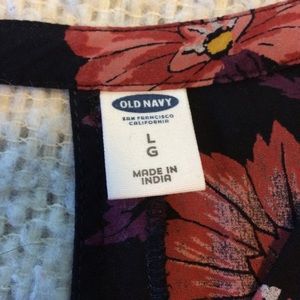 OLD NAVY
SAN FRANCISCO
CALIFORNIA
L
G
MADE IN
INDIA